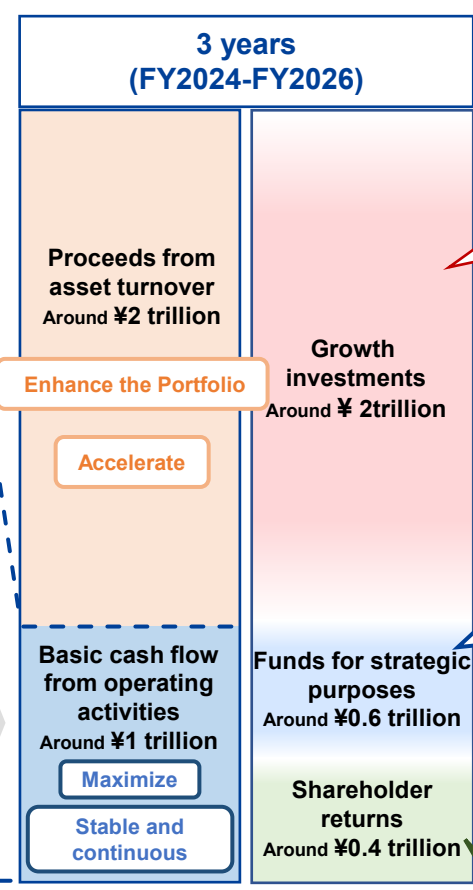 3 years
(FY2024-FY2026)
Proceeds from
asset turnover
Around ¥2 trillion
Enhance the Portfolio
Accelerate
Basic cash flow
from operating
activities
Around ¥1 trillion
Maximize
Stable and
continuous
Growth
investments
Around ¥ 2trillion
Funds for strategic
purposes
Around ¥0.6 trillion
Shareholder
returns
Around ¥0.4 trillion